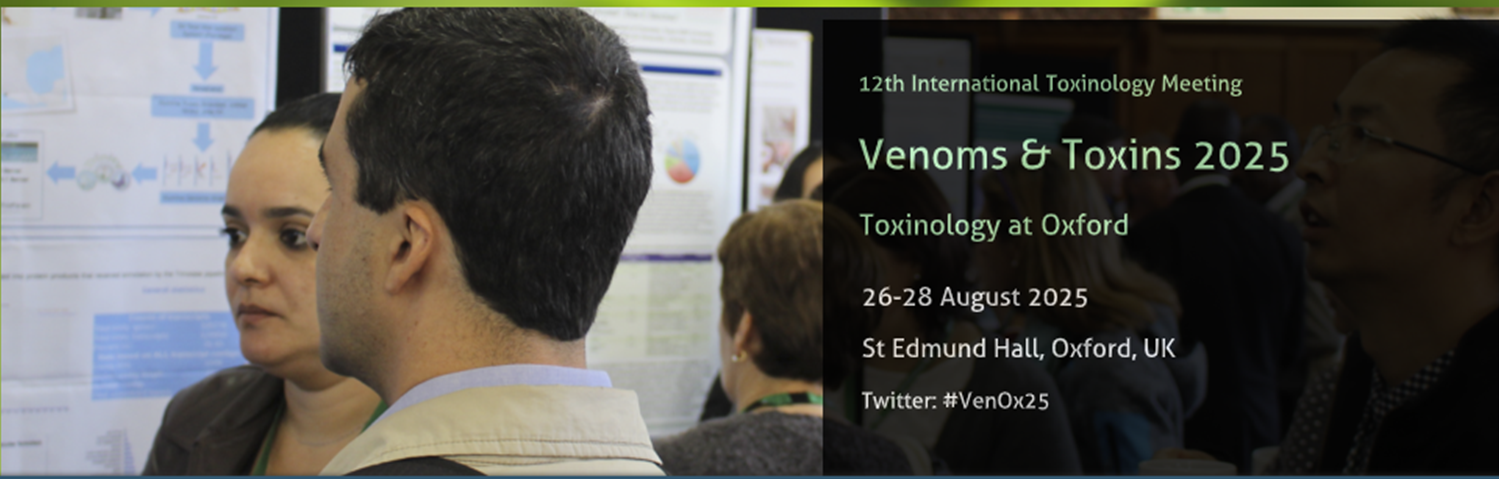 12th International Toxinology Meeting
Venoms & Toxins 2025
Toxinology at Oxford
26-28 August 2025
St Edmund Hall, Oxford, UK
Twitter: #VenOx25